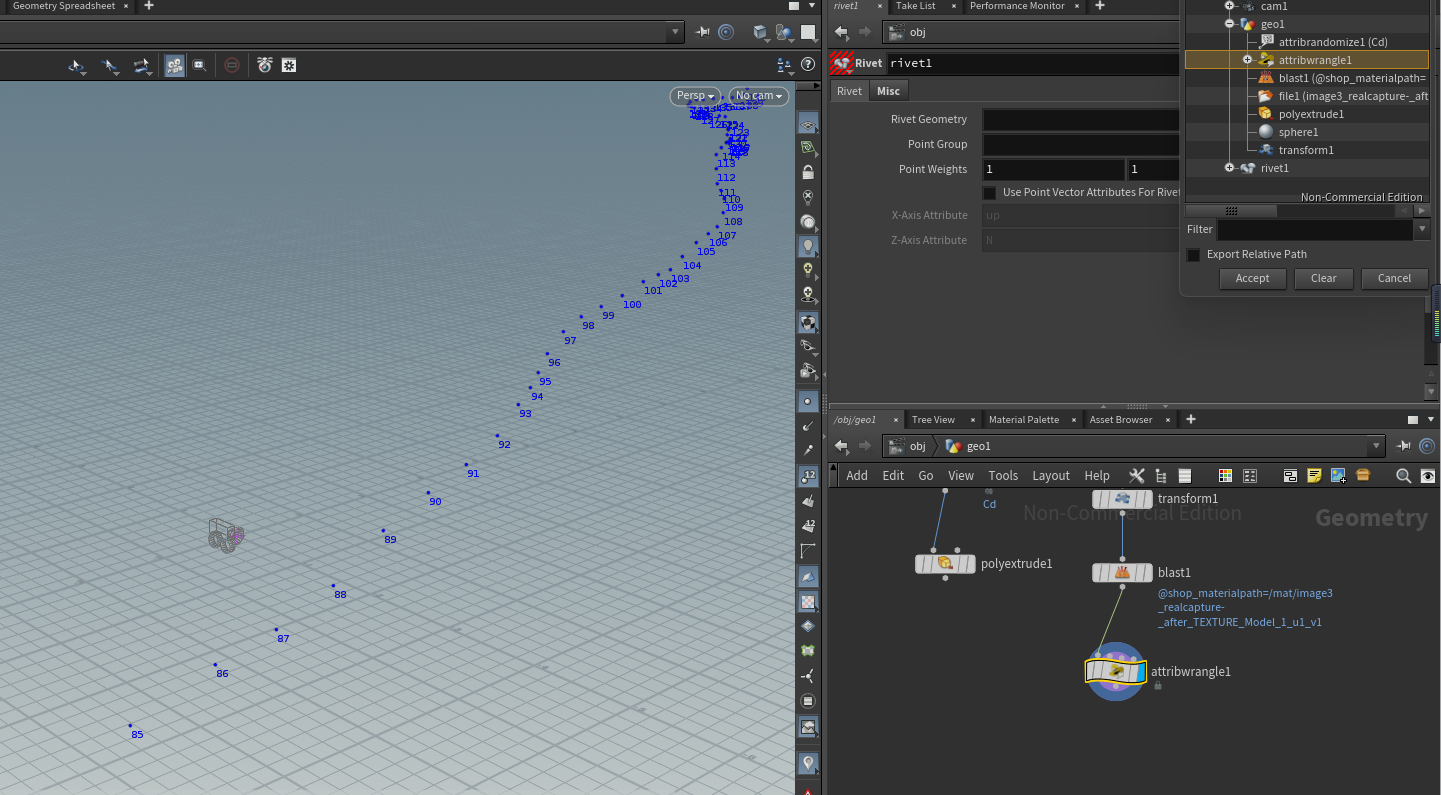 Geometry Spreadsheet
rivet1
Take List
Performance Monitor
obj
Rivet
rivet1
Rivet
Misc
Rivet Geometry
Point Group
Point Weights
1
1
Use Point Vector Attributes For Rivet
X-Axis Attribute
up
Z-Axis Attribute
N
cam1
geo1
attribrandomize1 (Cd)
attribwrangle1
blast1 (@shop_materialpath=
file1 (image3_realcapture-_aft
polyextrude1
sphere1
transform1
rivet1
Non-Commercial Edition
Filter
Export Relative Path
Accept
Clear
Cancel
Persp
No cam
113
112
111
110
109
108
107
106
105
104
103
102
101
100
99
98
97
96
95
94
93
92
91
90
89
88
87
86
85
12
12
/obj/geo1
Tree View
Material Palette
Asset Browser
obj
geo1
Add
Edit
Go
View
Tools
Layout
Help
Non-Commercial Edition
Geometry
Cd
transform1
polyextrude1
blast1
@shop_materialpath=/mat/image3
_realcapture-
_after_TEXTURE_Model_1_u1_v1
attribwrangle1